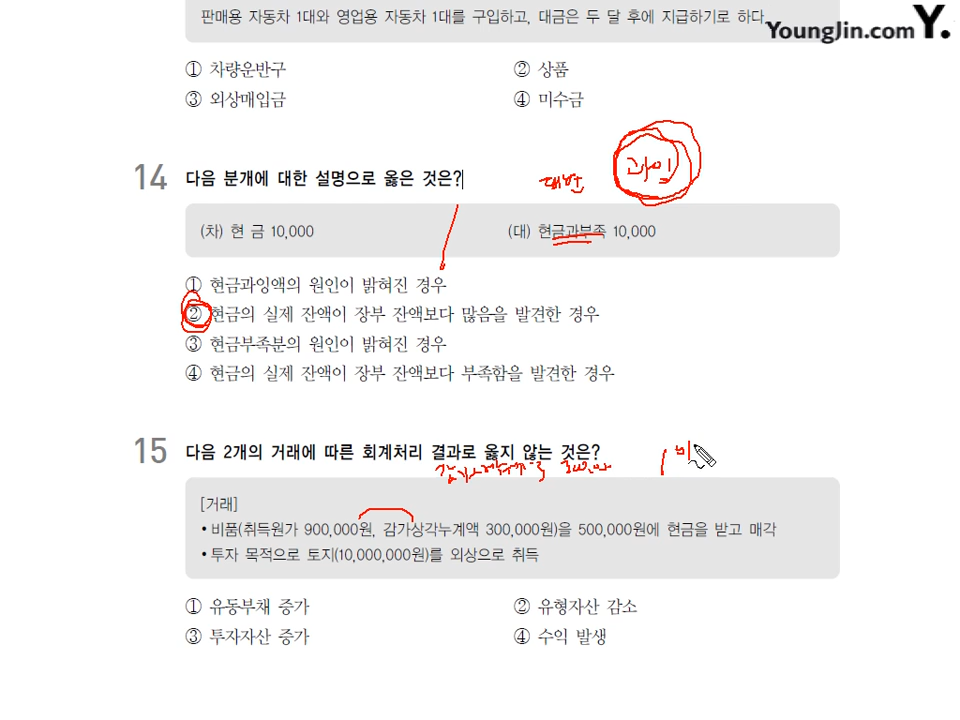 판매용 자동차 1대와 영업용 자동차 1대를 구입하고, 대금은 두 달 후에 지급하기로 하다.
YoungJin.com Y.
① 차량운반구 ② 상품
③ 외상매입금 ④ 미수금
과잉
14 다음 분개에 대한 설명으로 옳은 것은? 대변
(차) 현 금 10,000 (대) 현금과부족 10,000
① 현금과잉액의 원인이 밝혀진 경우
② 현금의 실제 잔액이 장부 잔액보다 많음을 발견한 경우
③ 현금부족분의 원인이 밝혀진 경우
④ 현금의 실제 잔액이 장부 잔액보다 부족함을 발견한 경우
15 다음 2개의 거래에 따른 회계처리 결과로 옳지 않는 것은?
[거래]
• 비품(취득원가 900,000원, 감가상각누계액 300,000원)을 500,000원에 현금을 받고 매각
• 투자 목적으로 토지(10,000,000원)를 외상으로 취득
① 유동부채 증가 ② 유형자산 감소
③ 투자자산 증가 ④ 수익 발생